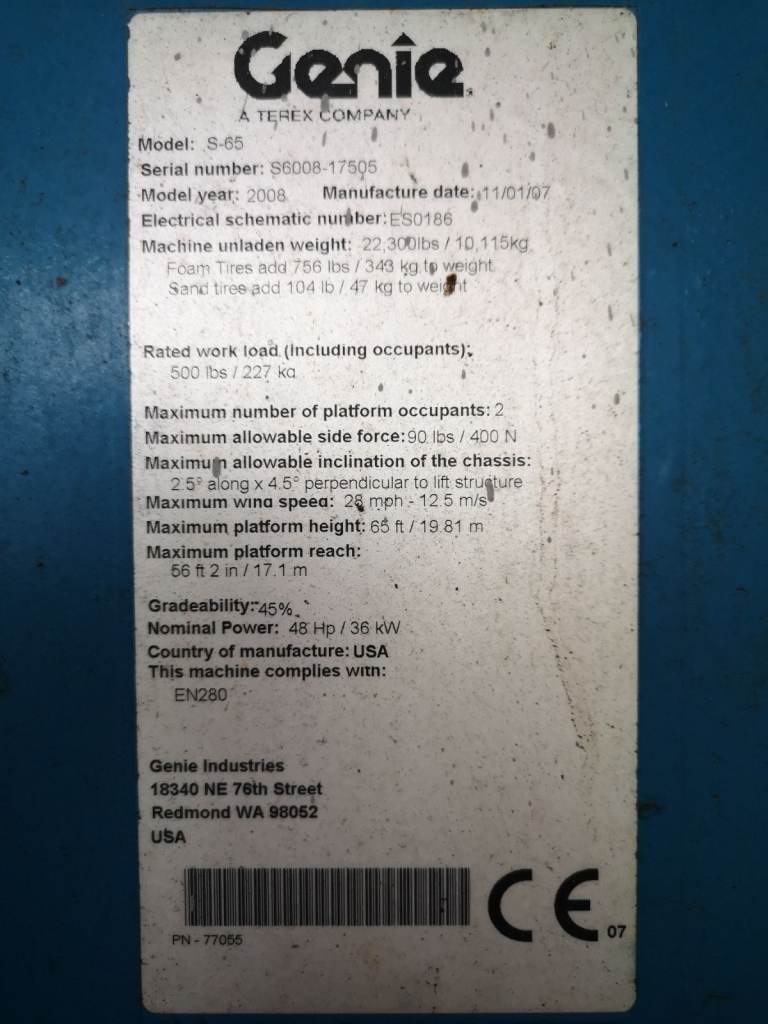 Genie
A TEREX COMPANY
Model: S-65
Serial number: S6008-17505
Model year: 2008 Manufacture date: 11/01/07
Electrical schematic number: ES0186
Machine unladen weight: 22,300lbs / 10,115kg
Foam Tires add 756 lbs / 343 kg to weight
Sand tires add 104 lb / 47 kg to weight
Rated work load (Including occupants):
500 lbs / 227 kg
Maximum number of platform occupants: 2
Maximum allowable side force: 90 lbs / 400 N
Maximum allowable inclination of the chassis:
2.5° along x 4.5° perpendicular to lift structure
Maximum wind speed: 28 mph - 12.5 m/s
Maximum platform height: 65 ft / 19.81 m
Maximum platform reach:
56 ft 2 in / 17.1 m
Gradeability: 45%
Nominal Power: 48 Hp / 36 kW
Country of manufacture: USA
This machine complies with:
EN280
Genie Industries
18340 NE 76th Street
Redmond WA 98052
USA
PN - 77055
CE 07